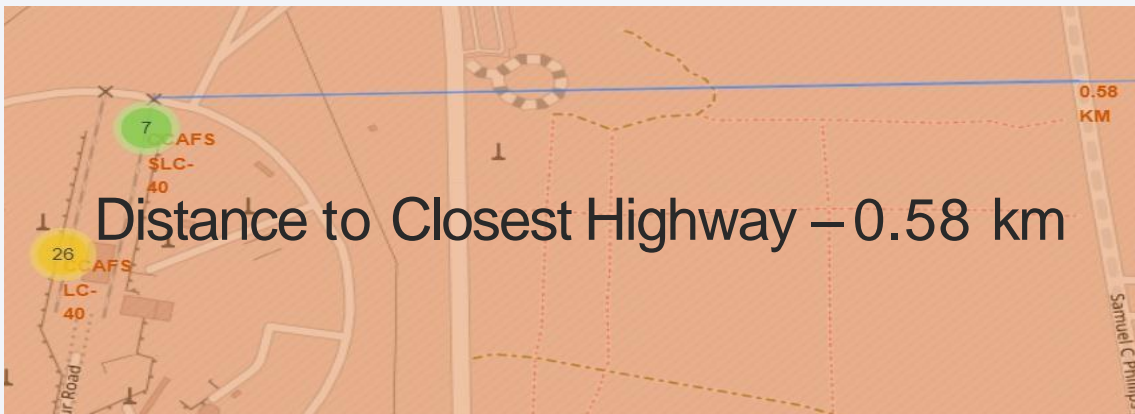 0.58
KM
7
CCAFS
SLC-
40
Distance to Closest Highway – 0.58 km
26
CCAFS
LC-
40
Samuel C Phillips
ur Road